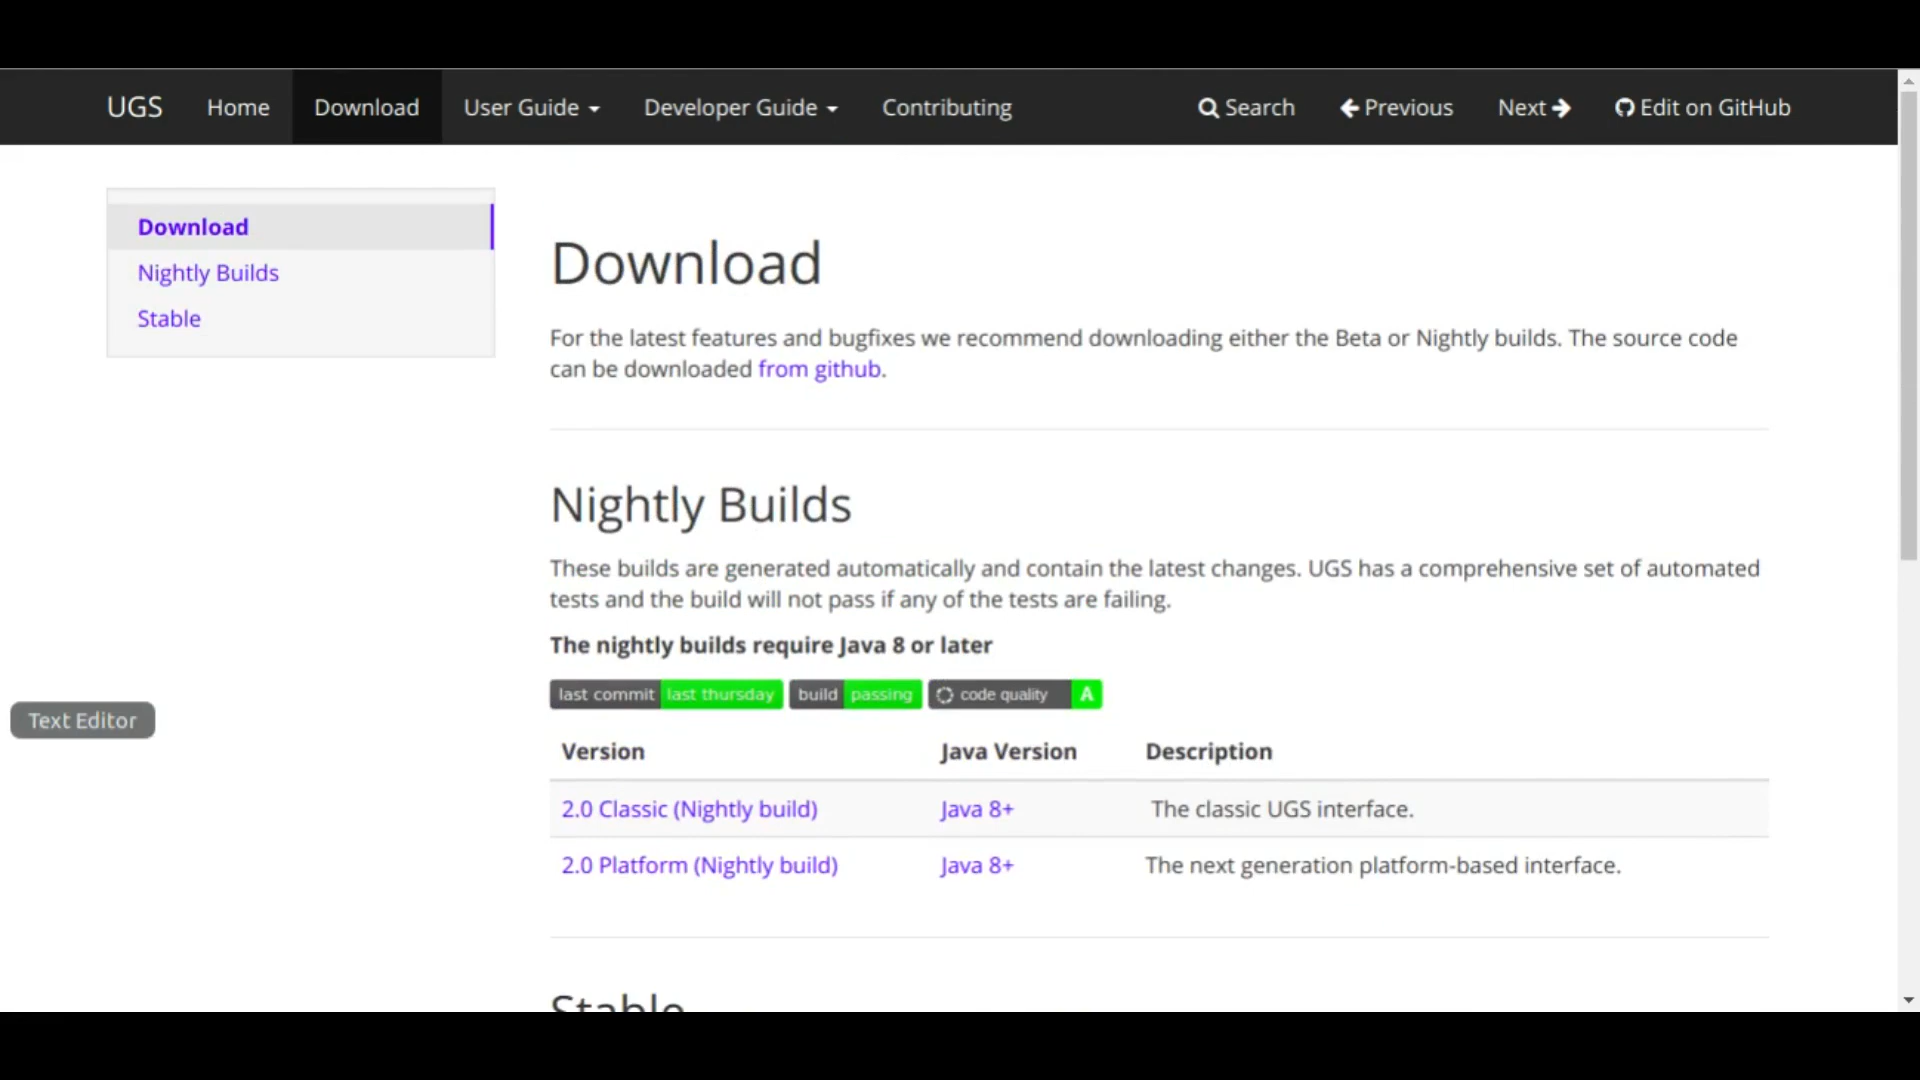 UGS Home Download User Guide Developer Guide Contributing Search Previous Next Edit on GitHub
Download
Nightly Builds
Stable
Download
For the latest features and bugfixes we recommend downloading either the Beta or Nightly builds. The source code
can be downloaded from github.
Nightly Builds
These builds are generated automatically and contain the latest changes. UGS has a comprehensive set of automated
tests and the build will not pass if any of the tests are failing.
The nightly builds require Java 8 or later
last commit last thursday build passing code quality A
Text Editor
Version Java Version Description
2.0 Classic (Nightly build) Java 8+ The classic UGS interface.
2.0 Platform (Nightly build) Java 8+ The next generation platform-based interface.
Stable